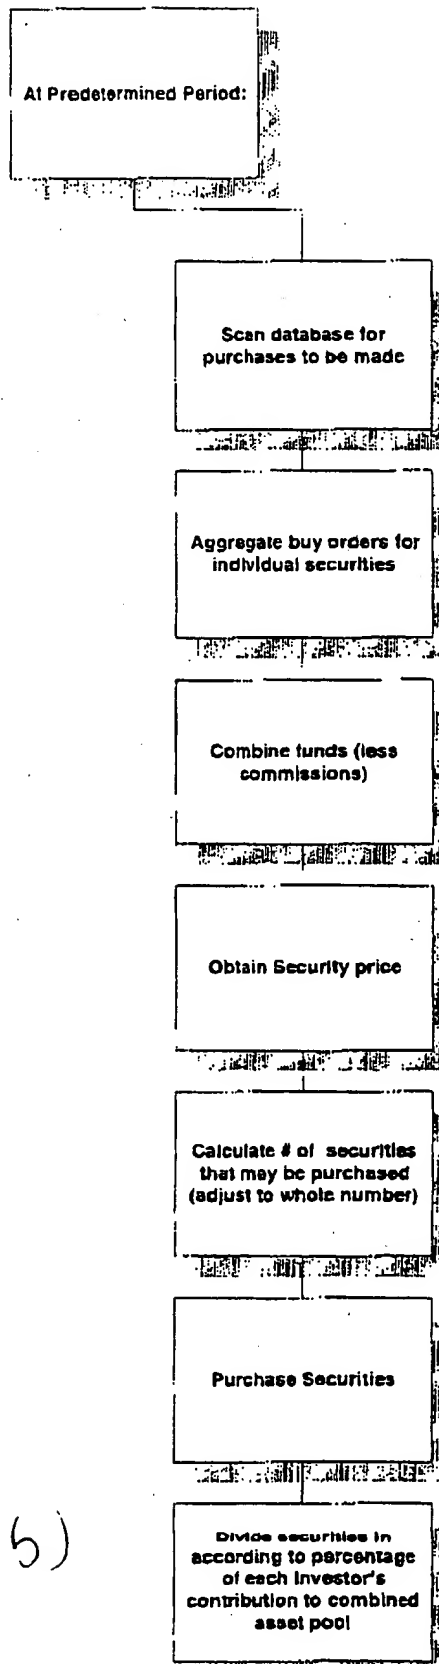 At Predetermined Period:
Scan database for
purchases to be made
Aggregate buy orders for
individual securities
Combine funds (less
commissions)
Obtain Security price
Calculate # of securities
that may be purchased
(adjust to whole number)
Purchase Securities
Divide securities in
according to percentage
of each Investor's
contribution to combined
asset pool
5)